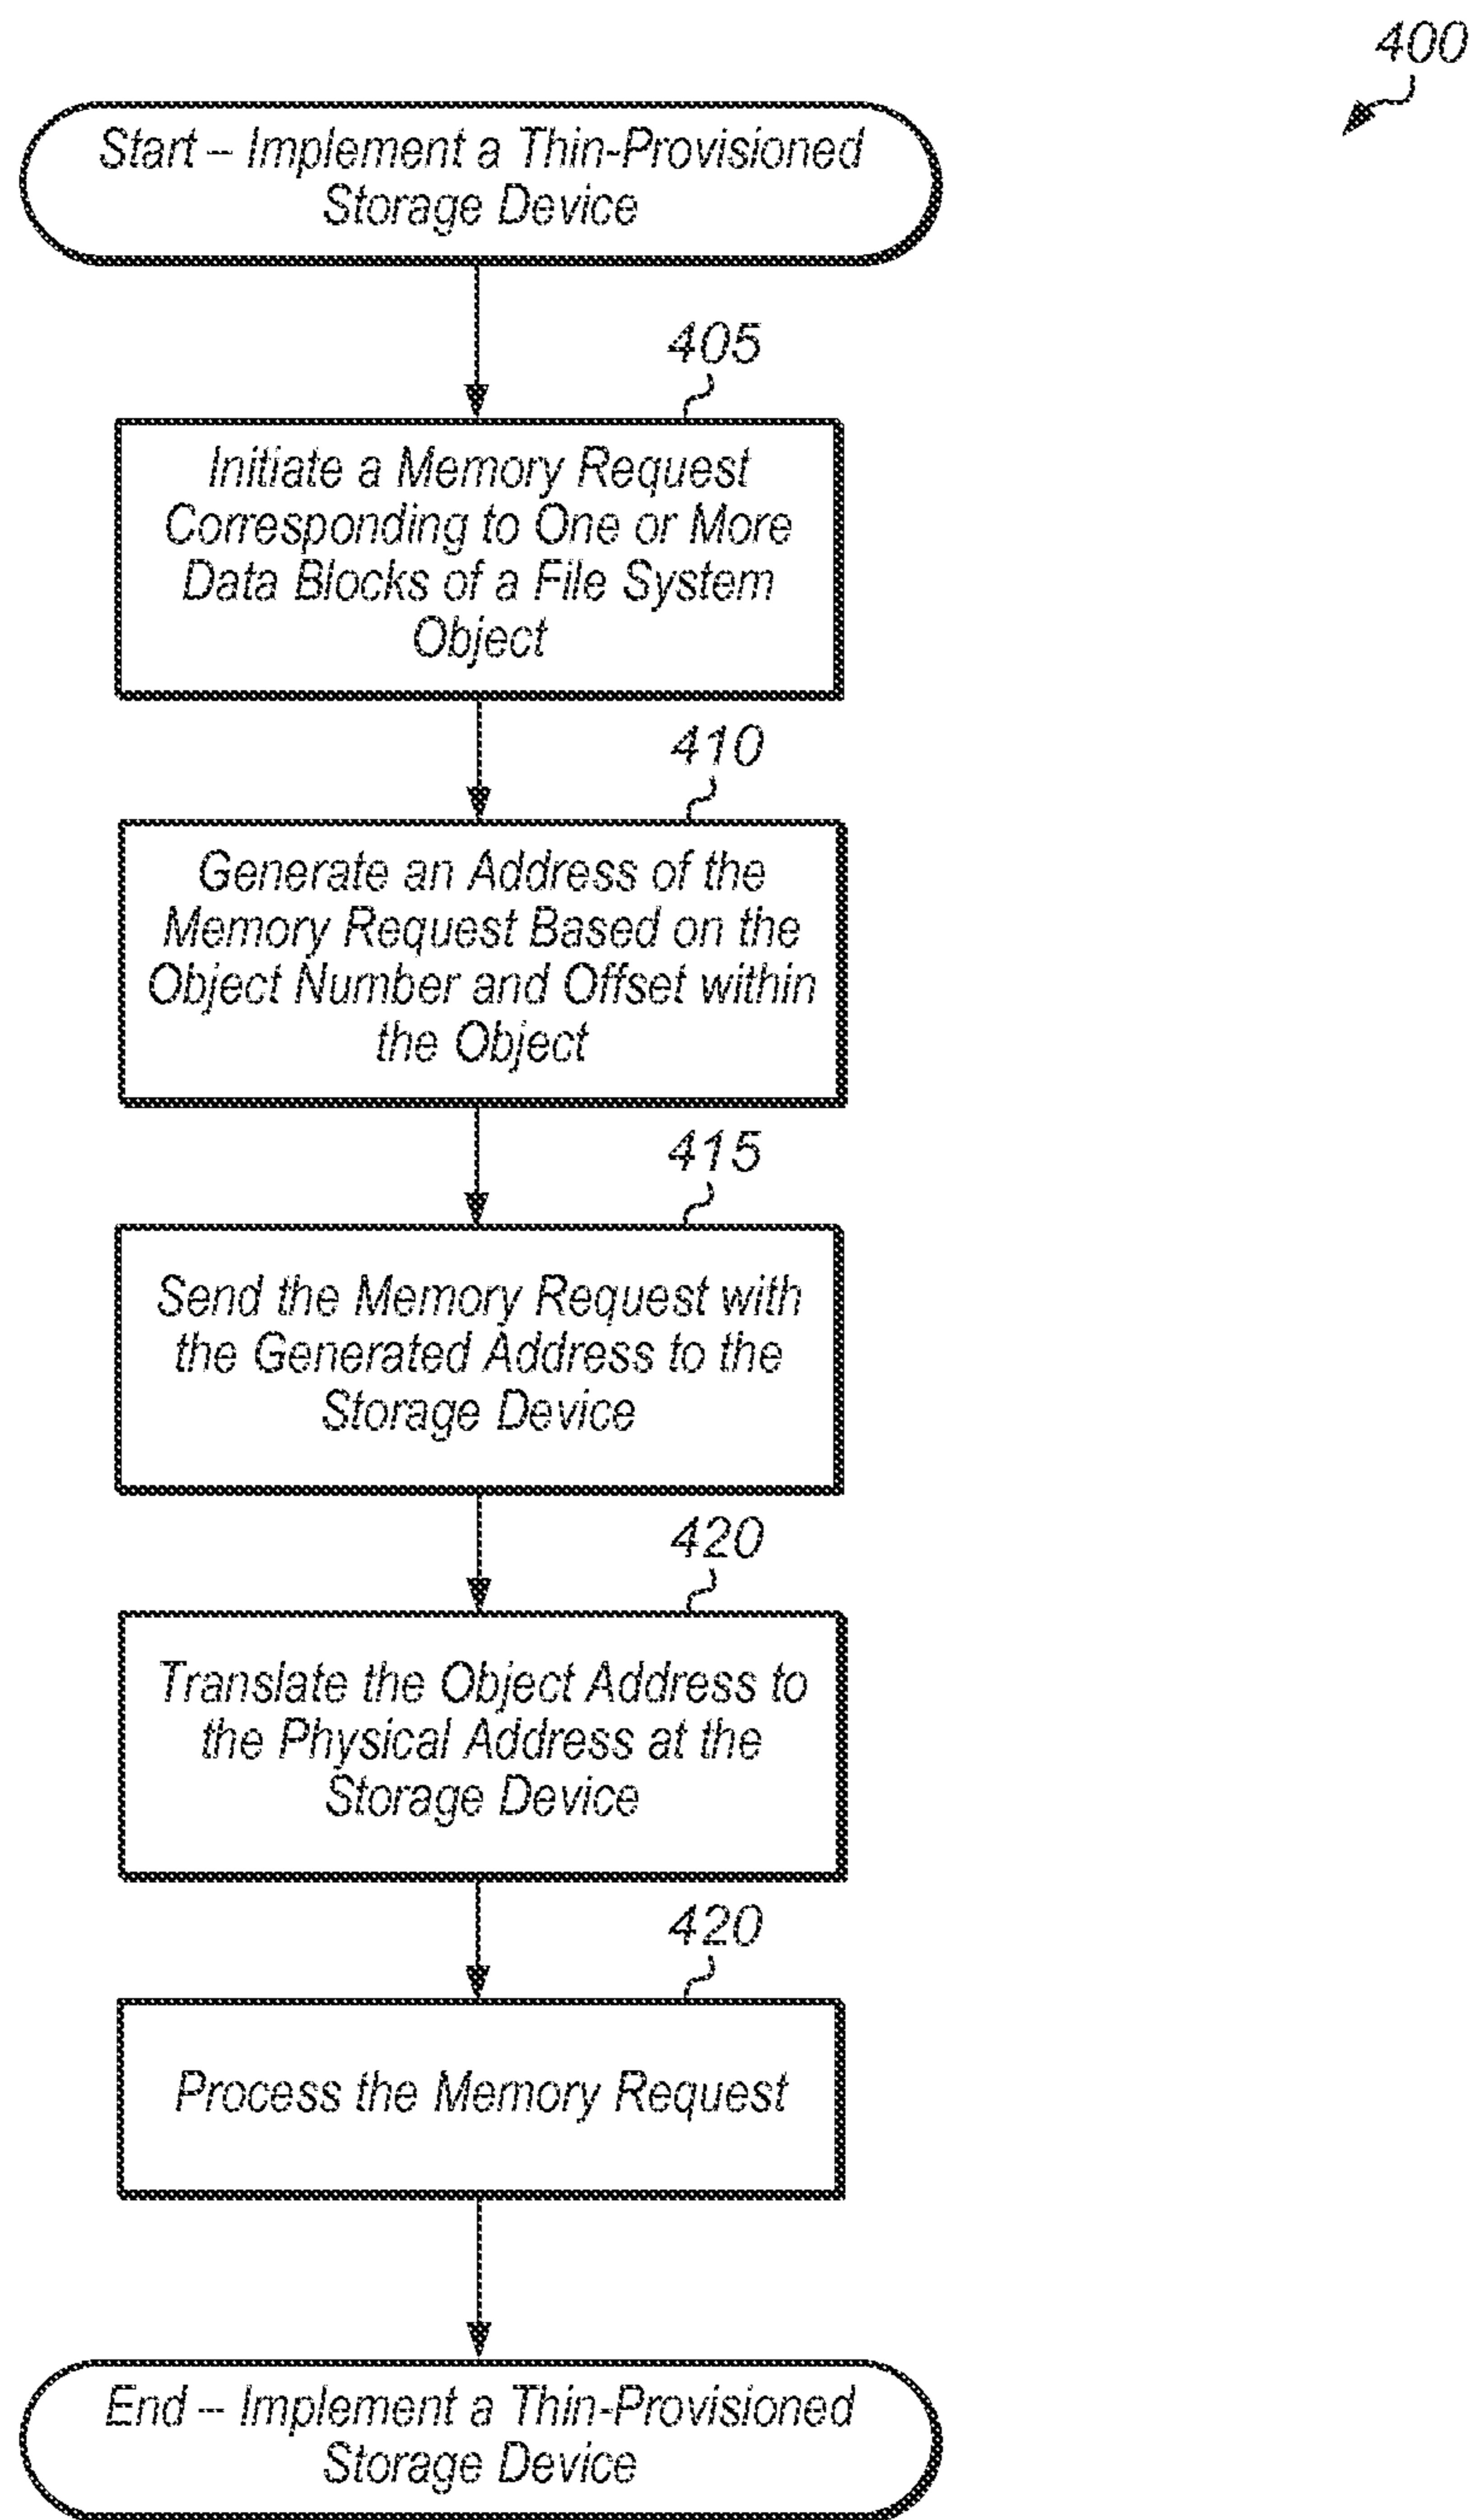 400
Start – Implement a Thin-Provisioned
Storage Device
405
Initiate a Memory Request
Corresponding to One or More
Data Blocks of a File System
Object
410
Generate an Address of the
Memory Request Based on the
Object Number and Offset within
the Object
415
Send the Memory Request with
the Generated Address to the
Storage Device
420
Translate the Object Address to
the Physical Address at the
Storage Device
420
Process the Memory Request
End – Implement a Thin-Provisioned
Storage Device